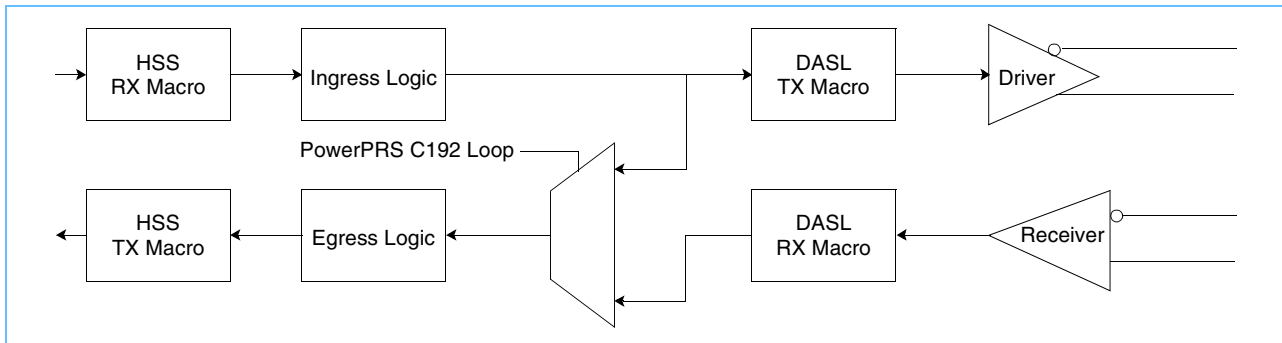 HSS
RX Macro
Ingress Logic
DASL
TX Macro
Driver
PowerPRS C192 Loop
HSS
TX Macro
Egress Logic
DASL
RX Macro
Receiver